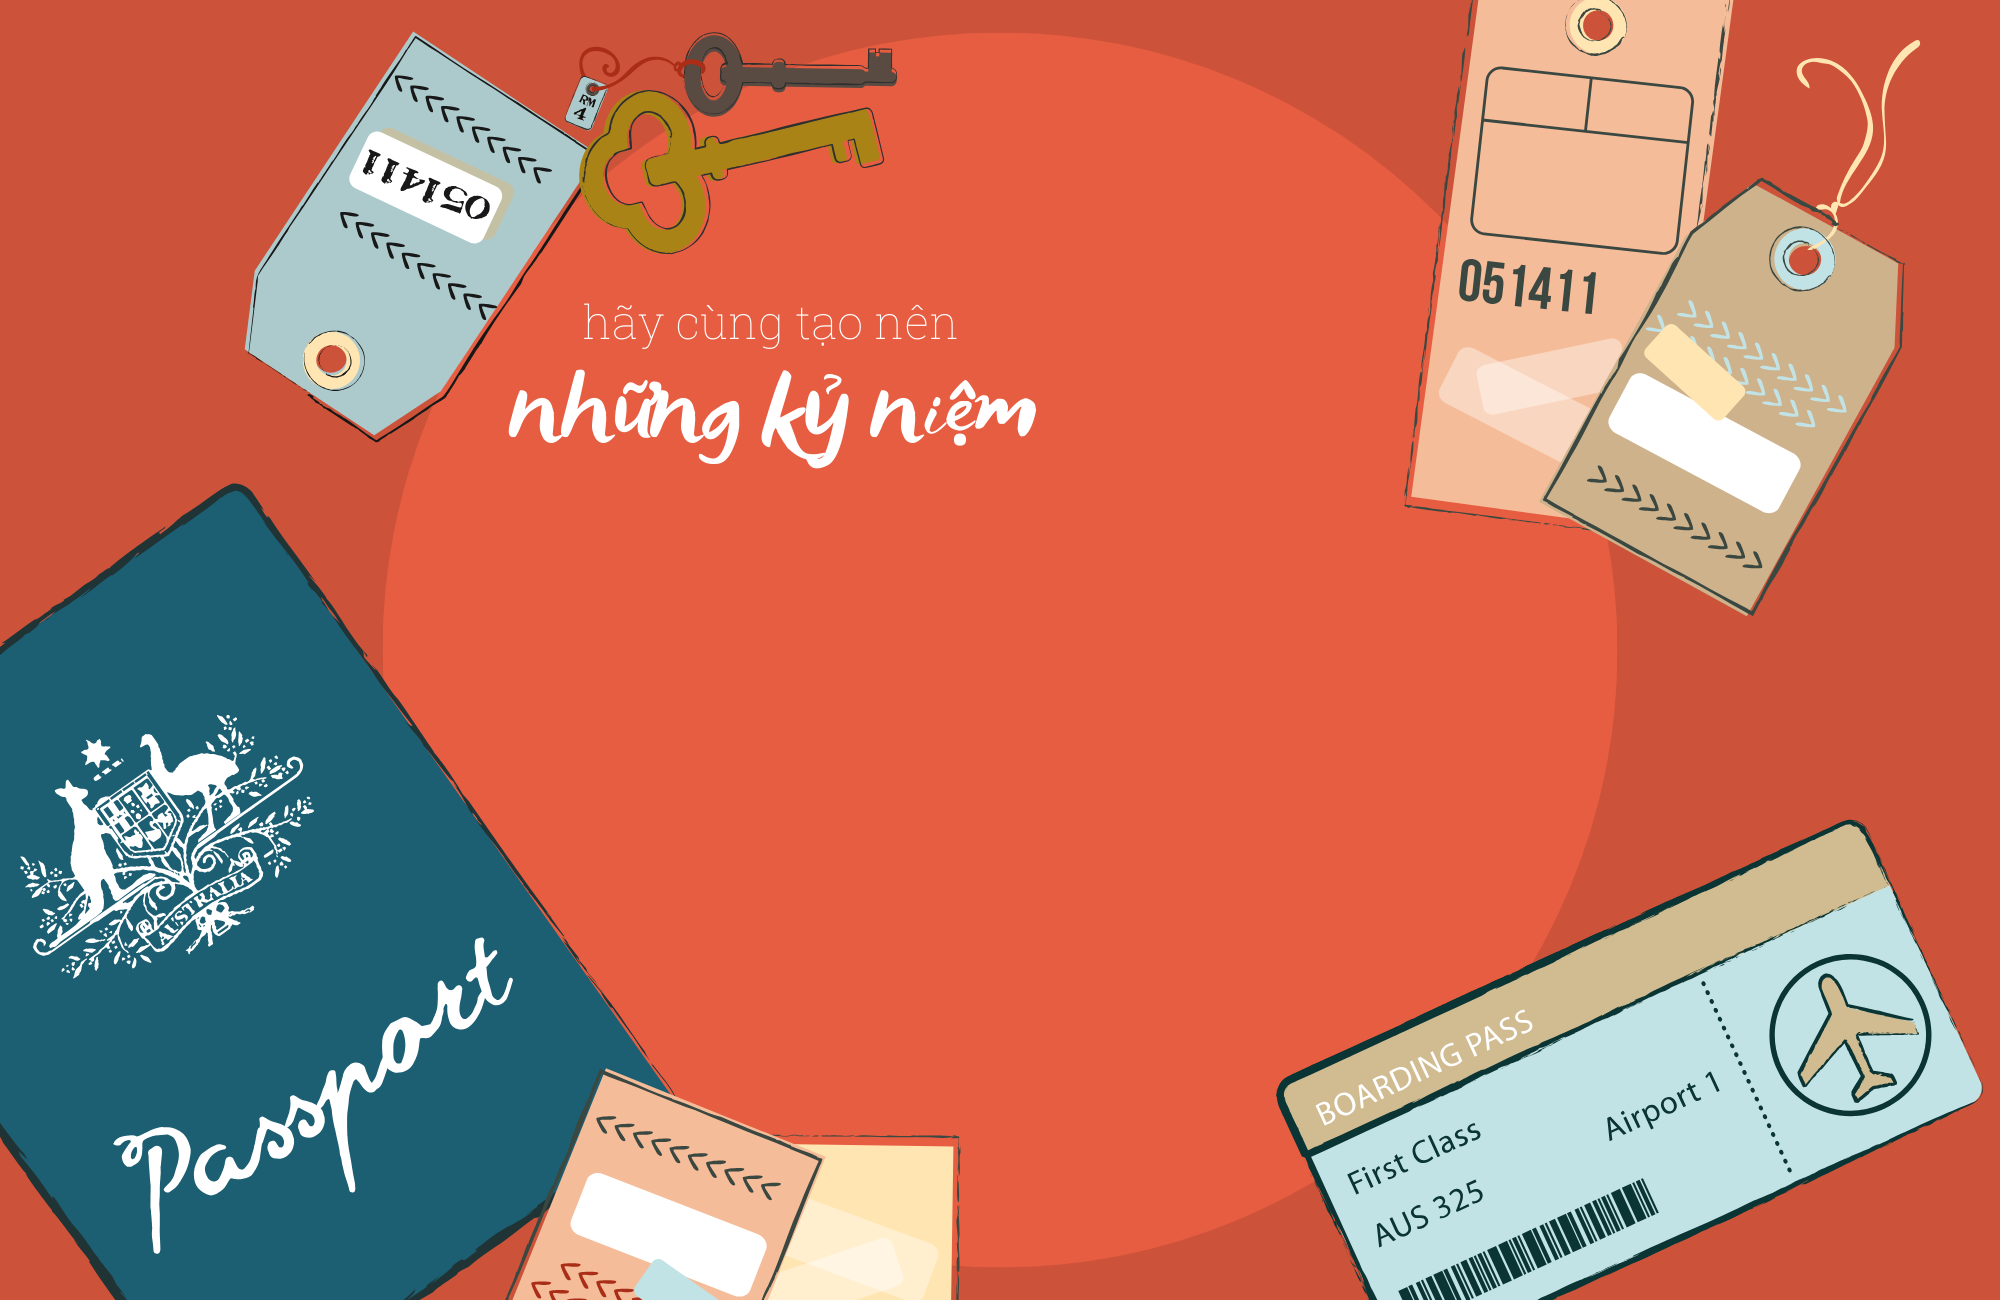 051411
RM
4
051411
hãy cùng tạo nên
những kỷ niệm
AUSTRALIA
Passport
BOARDING PASS
First Class
Airport 1
AUS 325